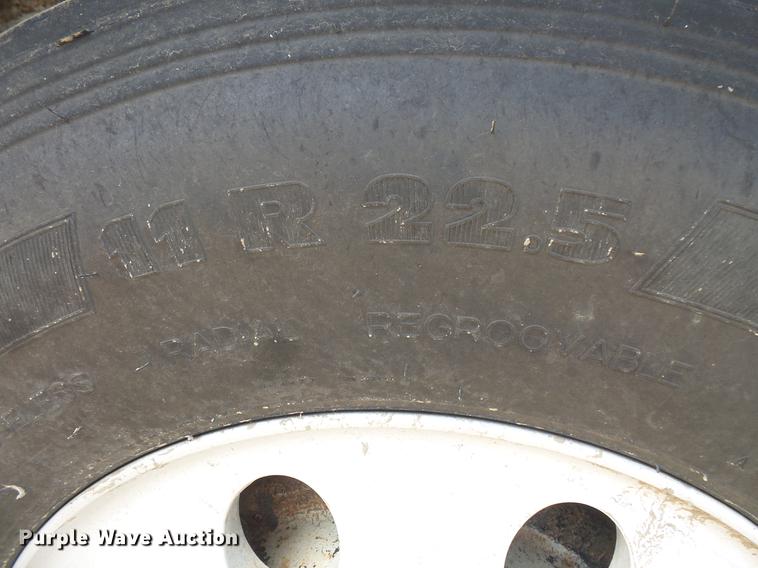 11 R 22.5
RADIAL REGROOVABLE
Purple Wave Auction